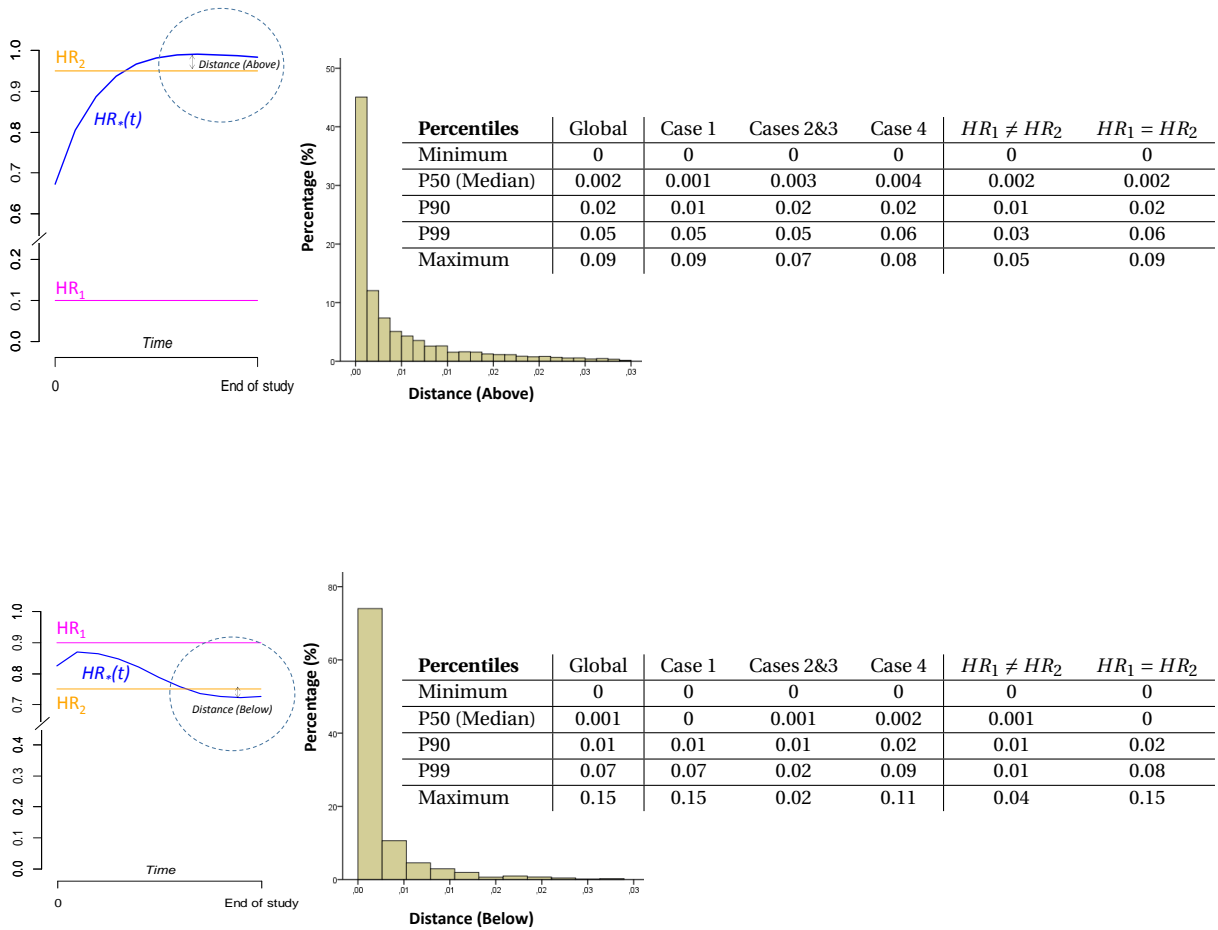 1.0
0.9
0.8
0.7
0.6
0.2
0.1
0.0
HR2
HR*(t)
Distance (Above)
HR1
Time
0 End of study
Percentage (%)
50
40
30
20
10
0
,00 ,01 ,01 ,02 ,02 ,03 ,03
Distance (Above)
Percentiles Global Case 1 Cases 2&3 Case 4 HR1 ≠ HR2 HR1 = HR2
Minimum 0 0 0 0 0 0
P50 (Median) 0.002 0.001 0.003 0.004 0.002 0.002
P90 0.02 0.01 0.02 0.02 0.01 0.02
P99 0.05 0.05 0.05 0.06 0.03 0.06
Maximum 0.09 0.09 0.07 0.08 0.05 0.09
1.0
0.9
0.8
0.7
0.4
0.3
0.2
0.1
0.0
HR1
HR*(t)
HR2
Distance (Below)
Time
0 End of study
Percentage (%)
80
60
40
20
0
,00 ,01 ,01 ,02 ,02 ,03 ,03
Distance (Below)
Percentiles Global Case 1 Cases 2&3 Case 4 HR1 ≠ HR2 HR1 = HR2
Minimum 0 0 0 0 0 0
P50 (Median) 0.001 0 0.001 0.002 0.001 0
P90 0.01 0.01 0.01 0.02 0.01 0.02
P99 0.07 0.07 0.02 0.09 0.01 0.08
Maximum 0.15 0.15 0.02 0.11 0.04 0.15